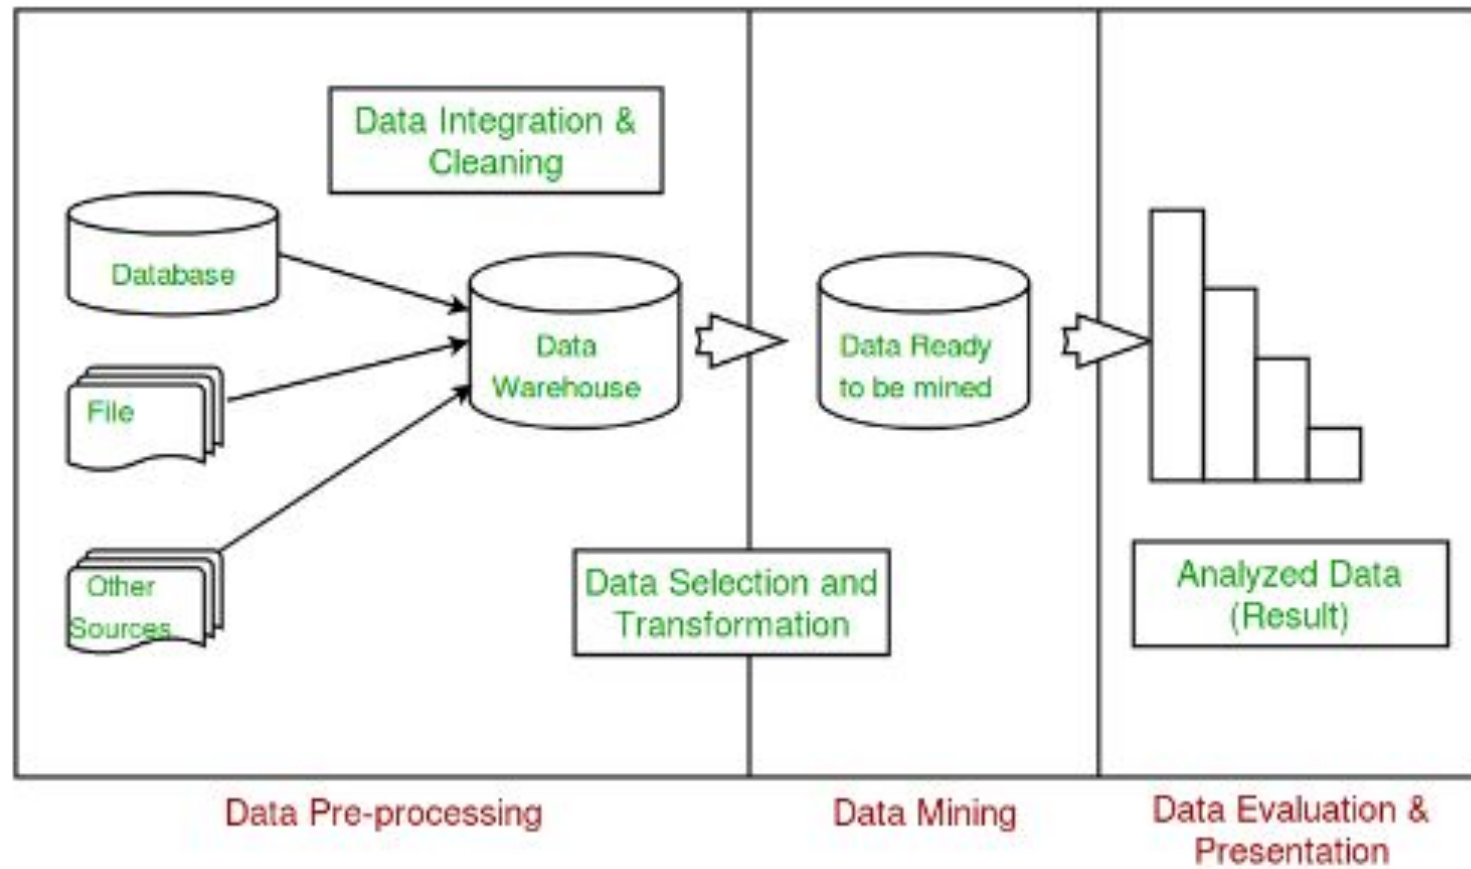 Data Integration &
Cleaning
Database
Data
Warehouse
Data Ready
to be mined
File
Other
Sources
Data Selection and
Transformation
Analyzed Data
(Result)
Data Pre-processing
Data Mining
Data Evaluation &
Presentation